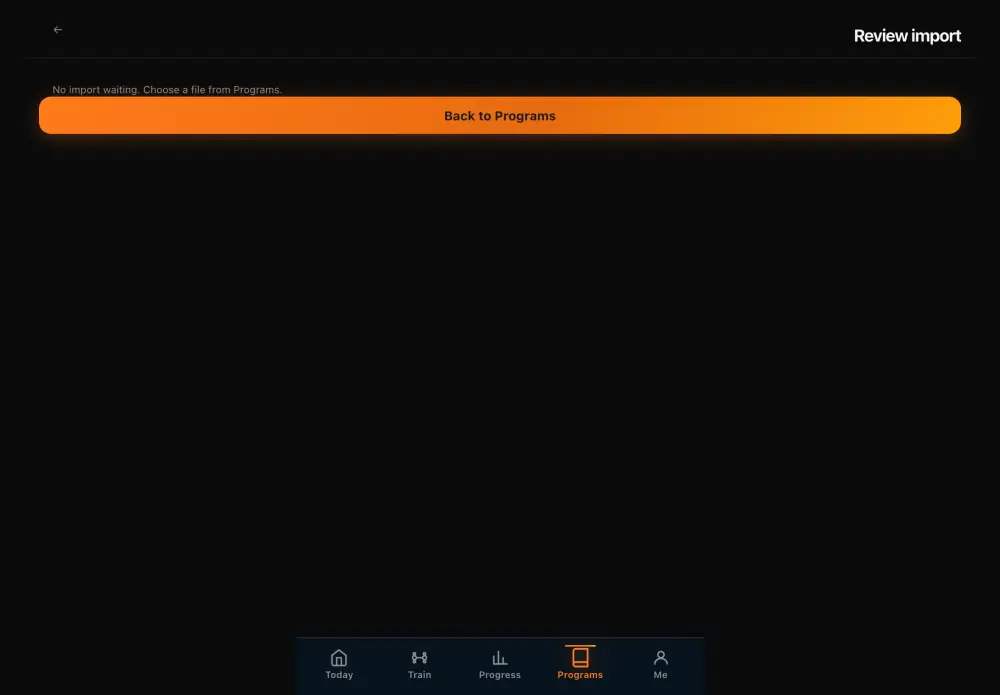 Review import
No import waiting. Choose a file from Programs.
Back to Programs
Today
Train
Progress
Programs
Me